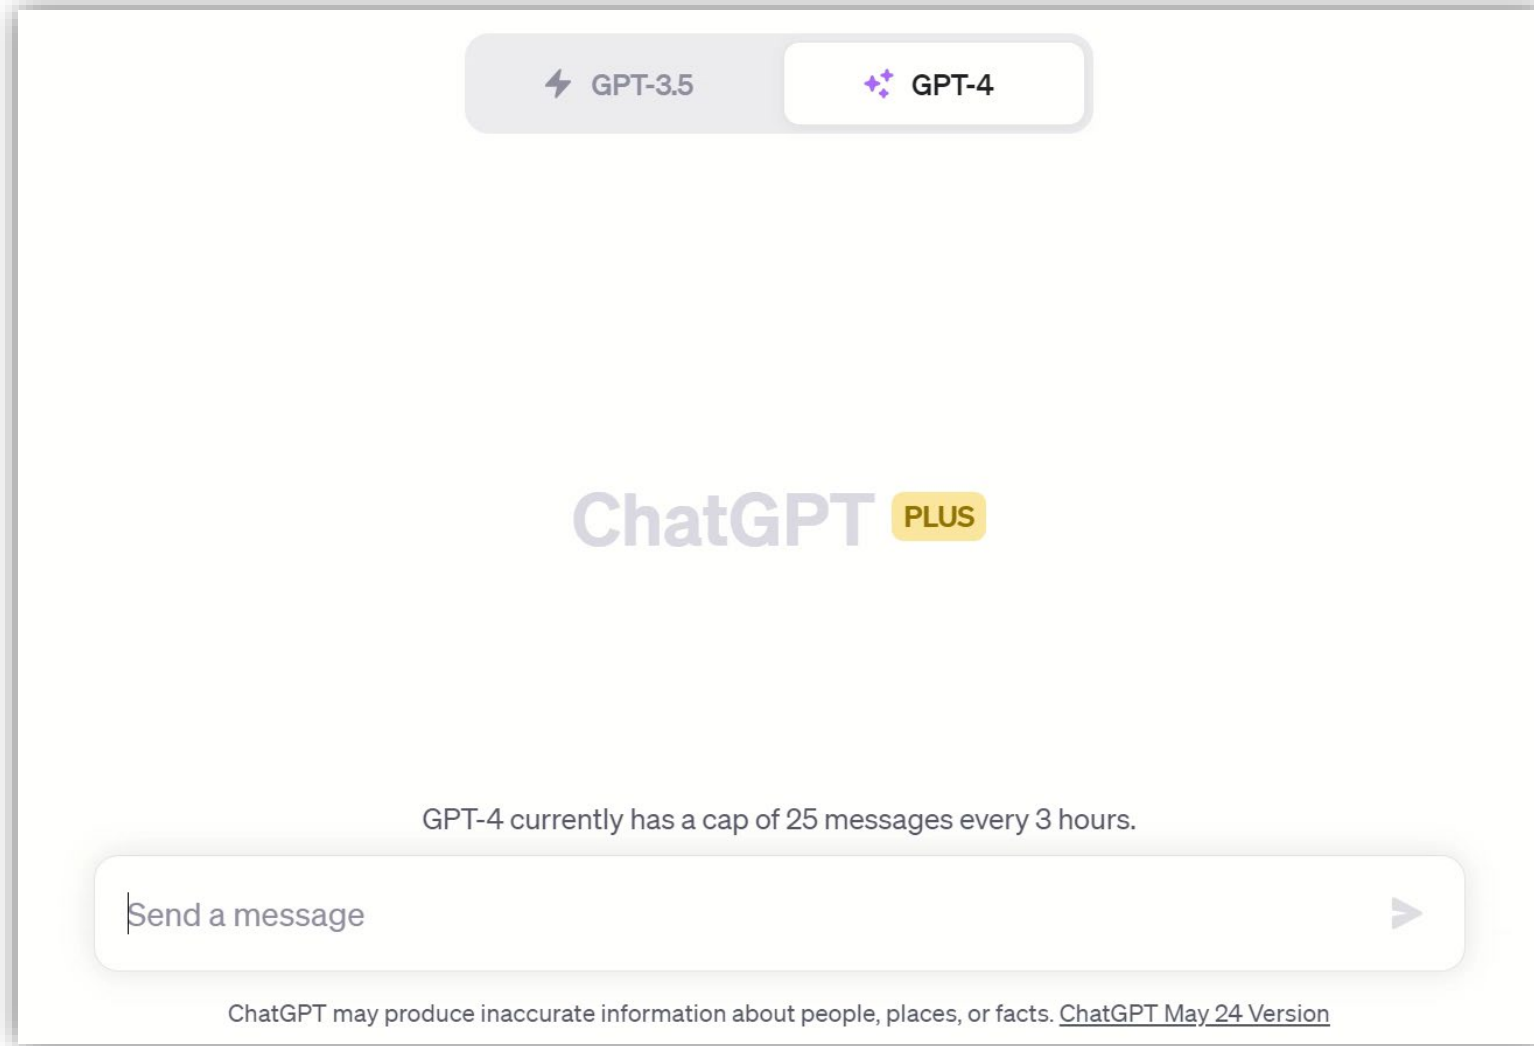 GPT-3.5 GPT-4
ChatGPT PLUS
GPT-4 currently has a cap of 25 messages every 3 hours.
Send a message
ChatGPT may produce inaccurate information about people, places, or facts. ChatGPT May 24 Version